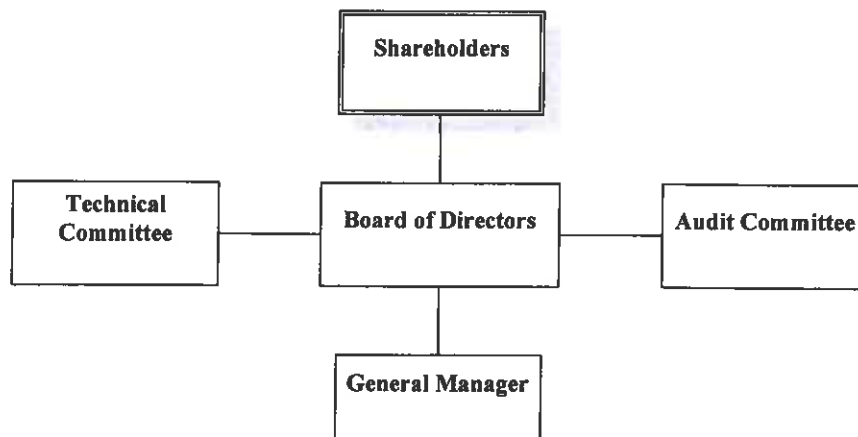 Shareholders
Technical
Committee
Board of Directors
Audit Committee
General Manager